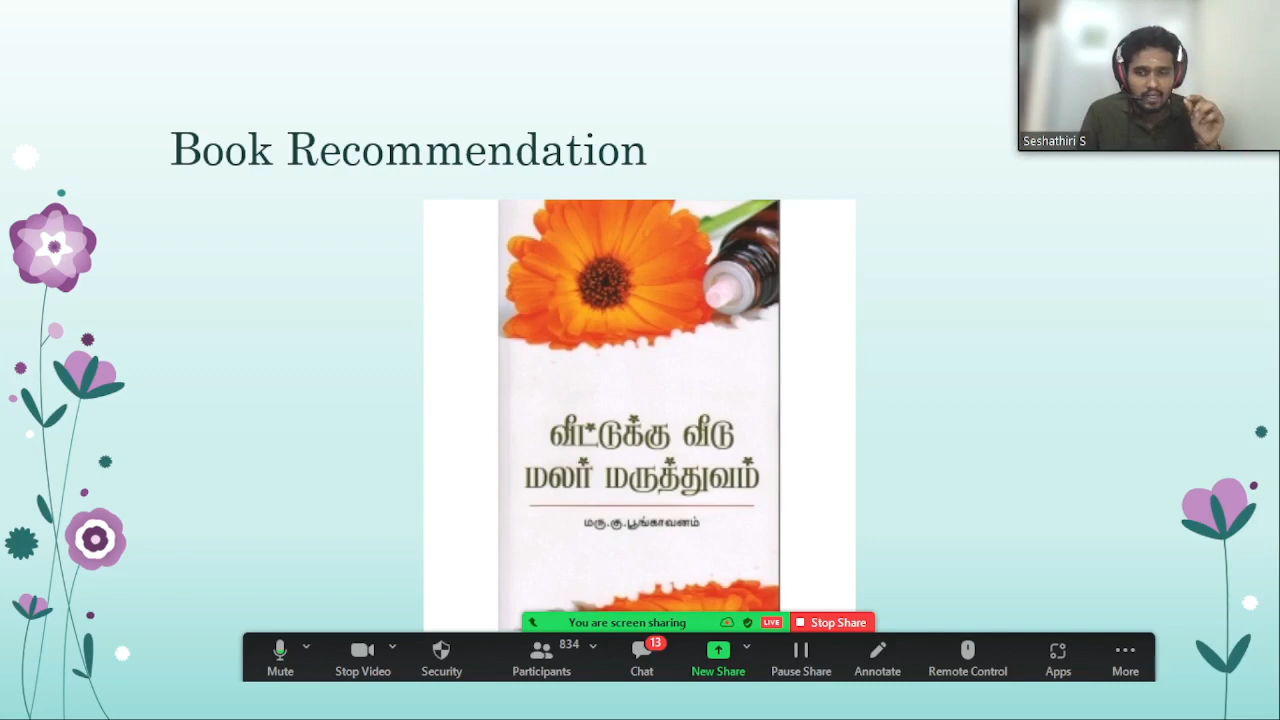 Seshathiri S
Book Recommendation
வீட்டுக்கு வீடு
மலர் மருத்துவம்
மரு.கு.பூங்காவனம்
You are screen sharing LIVE Stop Share
834 13
Mute Stop Video Security Participants Chat New Share Pause Share Annotate Remote Control Apps More